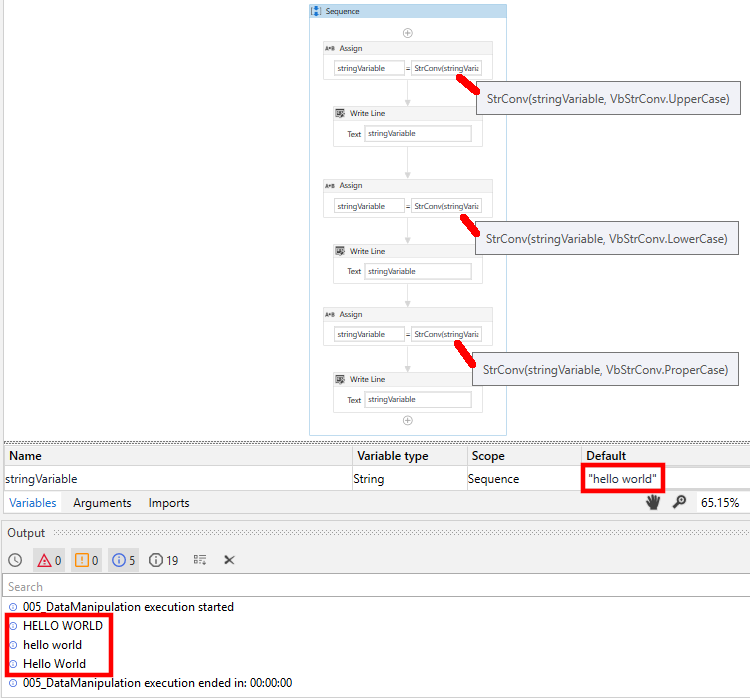 Sequence
A*B Assign
stringVariable = StrConv(stringVaria
StrConv(stringVariable, VbStrConv.UpperCase)
Write Line
Text stringVariable
A*B Assign
stringVariable = StrConv(stringVaria
StrConv(stringVariable, VbStrConv.LowerCase)
Write Line
Text stringVariable
A*B Assign
stringVariable = StrConv(stringVaria
StrConv(stringVariable, VbStrConv.ProperCase)
Write Line
Text stringVariable
Name Variable type Scope Default
stringVariable String Sequence "hello world"
Variables Arguments Imports 65.15%
Output
0 0 5 19
Search
005_DataManipulation execution started
HELLO WORLD
hello world
Hello World
005_DataManipulation execution ended in: 00:00:00